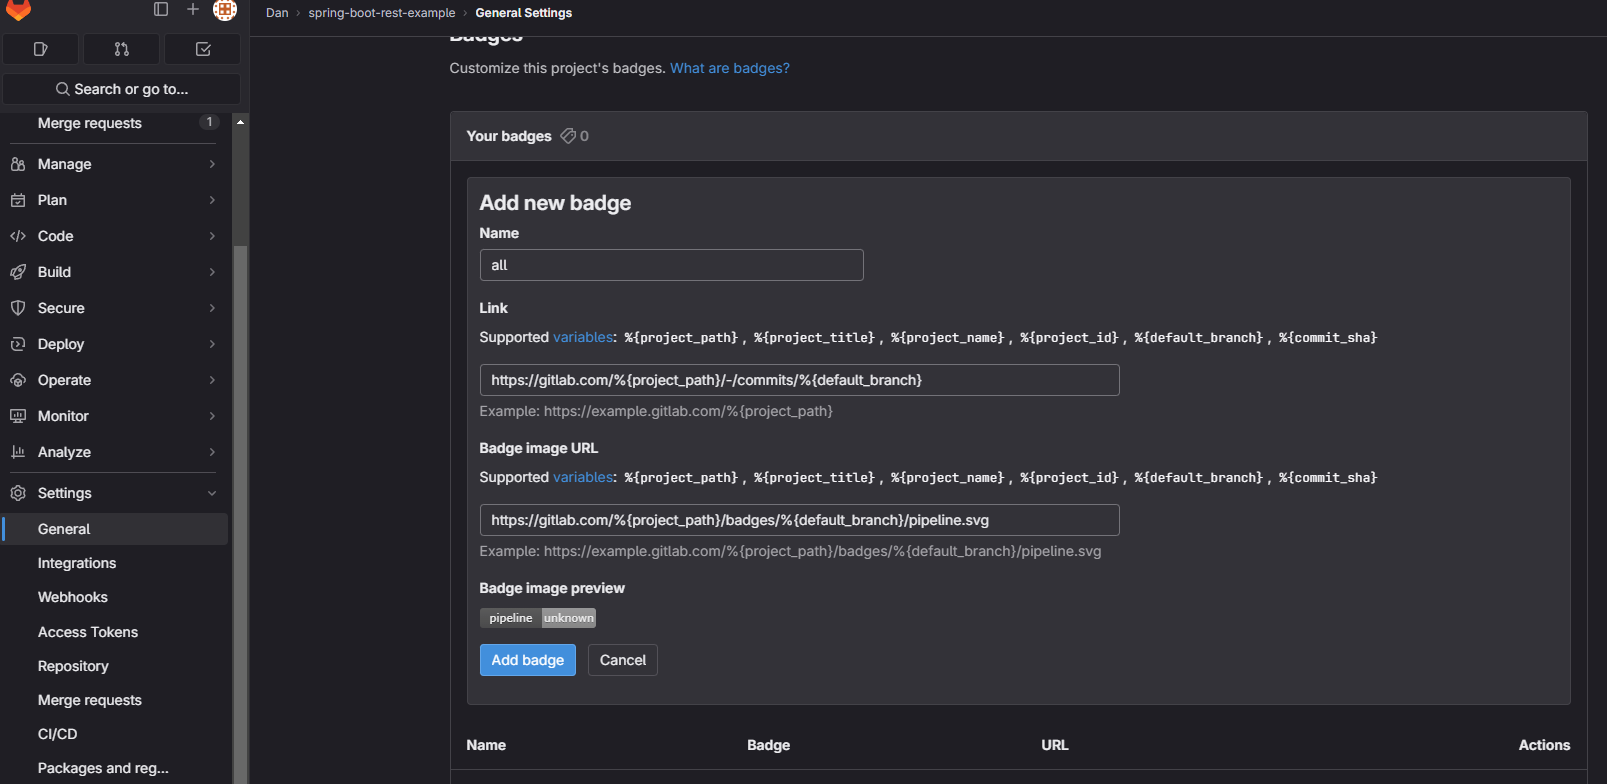 Dan › spring-boot-rest-example › General Settings
Search or go to...
Merge requests 1
Manage
Plan
Code
Build
Secure
Deploy
Operate
Monitor
Analyze
Settings
General
Integrations
Webhooks
Access Tokens
Repository
Merge requests
CI/CD
Packages and reg...
Badges
Customize this project's badges. What are badges?
Your badges 0
Add new badge
Name
all
Link
Supported variables: %{project_path} , %{project_title} , %{project_name} , %{project_id} , %{default_branch} , %{commit_sha}
https://gitlab.com/%{project_path}/-/commits/%{default_branch}
Example: https://example.gitlab.com/%{project_path}
Badge image URL
Supported variables: %{project_path} , %{project_title} , %{project_name} , %{project_id} , %{default_branch} , %{commit_sha}
https://gitlab.com/%{project_path}/badges/%{default_branch}/pipeline.svg
Example: https://example.gitlab.com/%{project_path}/badges/%{default_branch}/pipeline.svg
Badge image preview
pipeline unknown
Add badge Cancel
Name Badge URL Actions